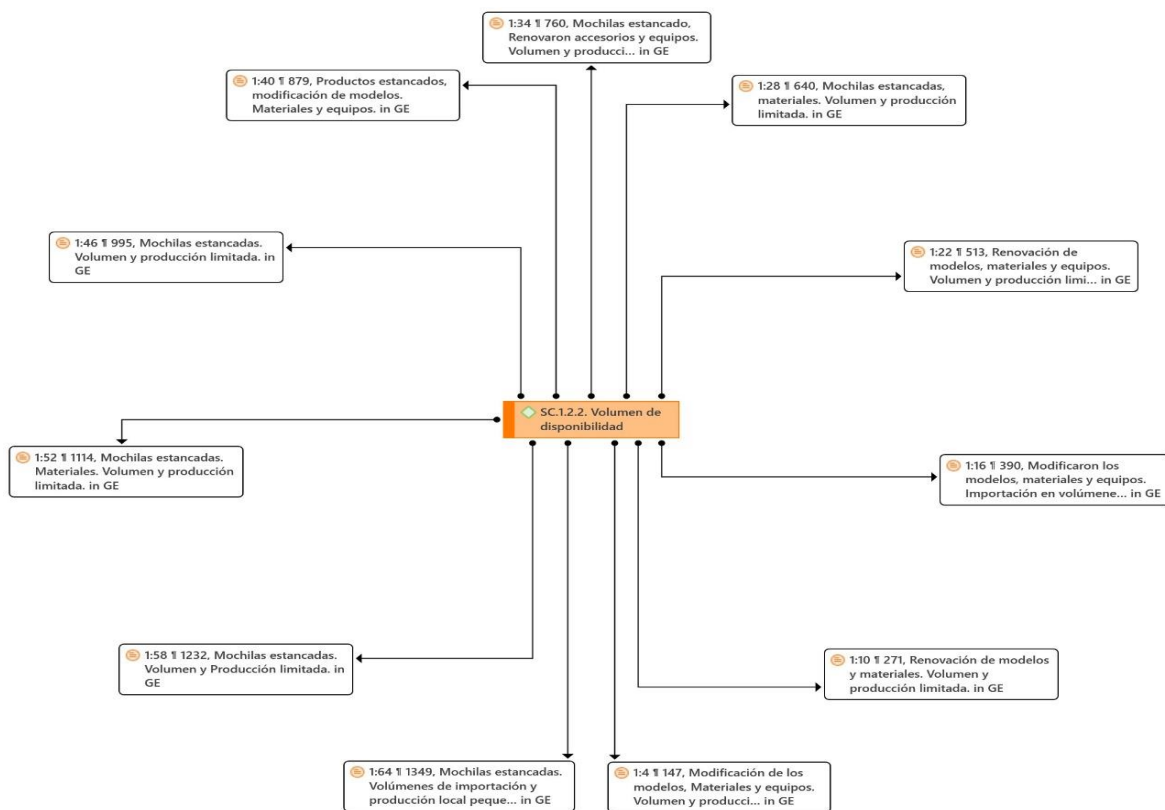 1:34 ¶ 760, Mochilas estancado,
Renovaron accesorios y equipos.
Volumen y producci... in GE
1:40 ¶ 879, Productos estancados,
modificación de modelos.
Materiales y equipos. in GE
1:28 ¶ 640, Mochilas estancadas,
materiales. Volumen y producción
limitada. in GE
1:46 ¶ 995, Mochilas estancadas.
Volumen y producción limitada. in
GE
1:22 ¶ 513, Renovación de
modelos, materiales y equipos.
Volumen y producción limi... in GE
SC.1.2.2. Volumen de
disponibilidad
1:52 ¶ 1114, Mochilas estancadas.
Materiales. Volumen y producción
limitada. in GE
1:16 ¶ 390, Modificaron los
modelos, materiales y equipos.
Importación en volúmene... in GE
1:58 ¶ 1232, Mochilas estancadas.
Volumen y Producción limitada. in
GE
1:10 ¶ 271, Renovación de modelos
y materiales. Volumen y
producción limitada. in GE
1:64 ¶ 1349, Mochilas estancadas.
Volúmenes de importación y
producción local peque... in GE
1:4 ¶ 147, Modificación de los
modelos, Materiales y equipos.
Volumen y producci... in GE